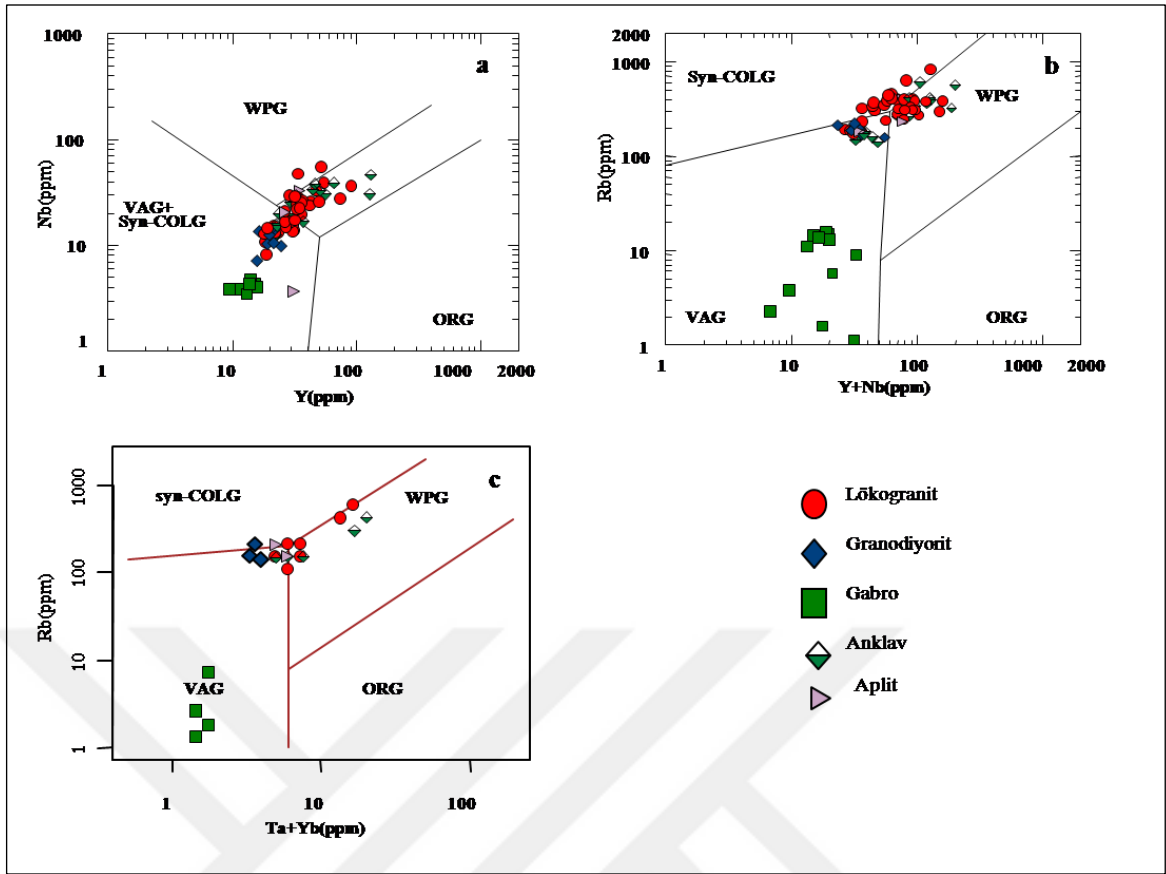 a
1000
100
10
1
Nb(ppm)
WPG
VAG+
Syn-COLG
ORG
1 10 100 1000 2000
Y(ppm)
b
2000
1000
100
10
1
Rb(ppm)
Syn-COLG
WPG
VAG
ORG
1 10 100 1000 2000
Y+Nb(ppm)
c
1000
100
10
1
Rb(ppm)
syn-COLG
WPG
VAG
ORG
1 10 100
Ta+Yb(ppm)
Lökogranit
Granodiyorit
Gabro
Anklav
Aplit